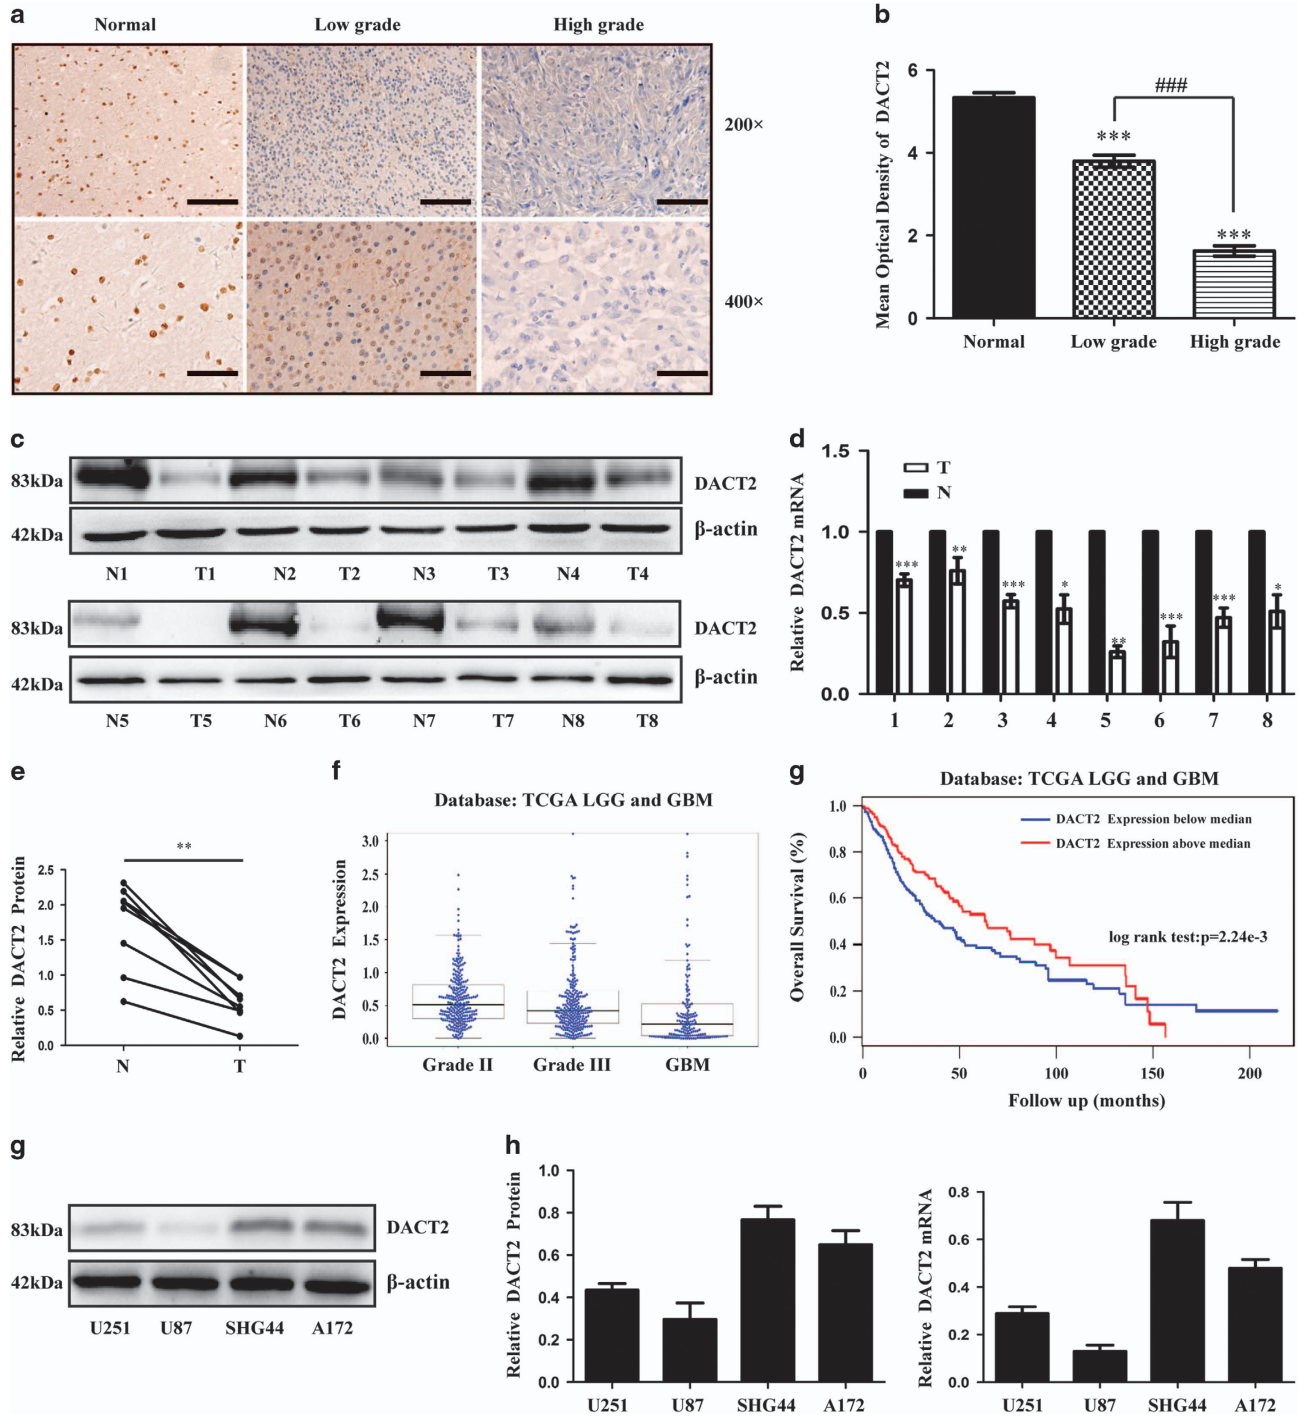 a
Normal Low grade High grade
200×
400×
b
Mean Optical Density of DACT2
6
4
2
0
###
***
***
Normal Low grade High grade
c
83kDa DACT2
42kDa β-actin
N1 T1 N2 T2 N3 T3 N4 T4
83kDa DACT2
42kDa β-actin
N5 T5 N6 T6 N7 T7 N8 T8
d
Relative DACT2 mRNA
1.5
1.0
0.5
0.0
T
N
*** ** *** * ** *** *** *
1 2 3 4 5 6 7 8
e
Relative DACT2 Protein
2.5
2.0
1.5
1.0
0.5
0.0
**
N T
f
Database: TCGA LGG and GBM
DACT2 Expression
3.0
2.5
2.0
1.5
1.0
0.5
0.0
Grade II Grade III GBM
g
Database: TCGA LGG and GBM
Overall Survival (%)
1.0
0.8
0.6
0.4
0.2
0.0
DACT2 Expression below median
DACT2 Expression above median
log rank test:p=2.24e-3
0 50 100 150 200
Follow up (months)
g
83kDa DACT2
42kDa β-actin
U251 U87 SHG44 A172
h
Relative DACT2 Protein
1.0
0.8
0.6
0.4
0.2
0.0
U251 U87 SHG44 A172
Relative DACT2 mRNA
0.8
0.6
0.4
0.2
0.0
U251 U87 SHG44 A172